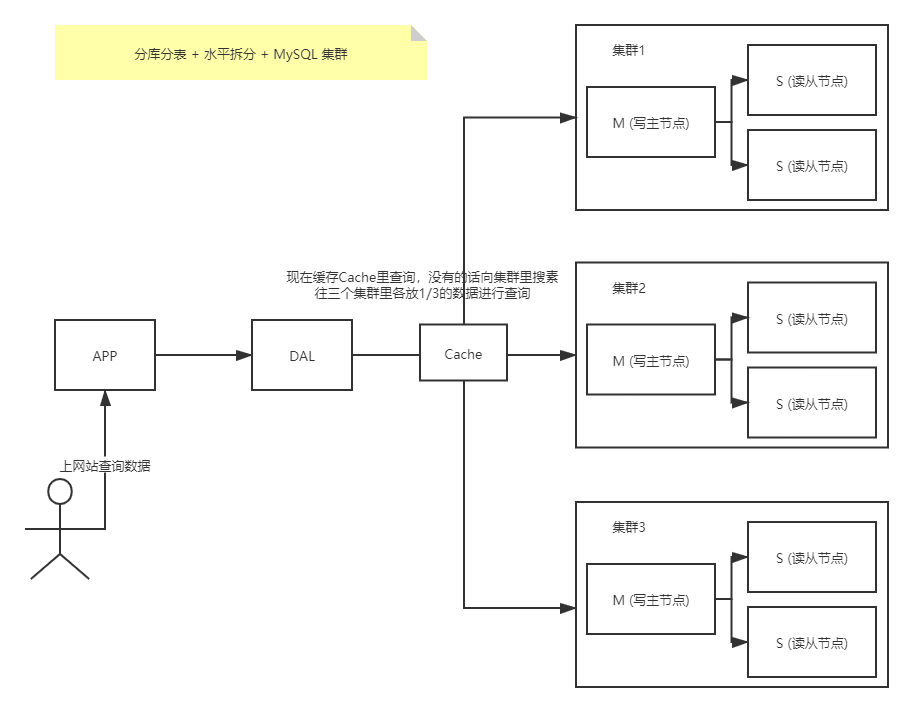 分库分表 + 水平拆分 + MySQL 集群
集群1
M (写主节点)
S (读从节点)
S (读从节点)
现在缓存Cache里查询，没有的话向集群里搜素
往三个集群里各放1/3的数据进行查询
APP
DAL
Cache
集群2
M (写主节点)
S (读从节点)
S (读从节点)
上网站查询数据
集群3
M (写主节点)
S (读从节点)
S (读从节点)